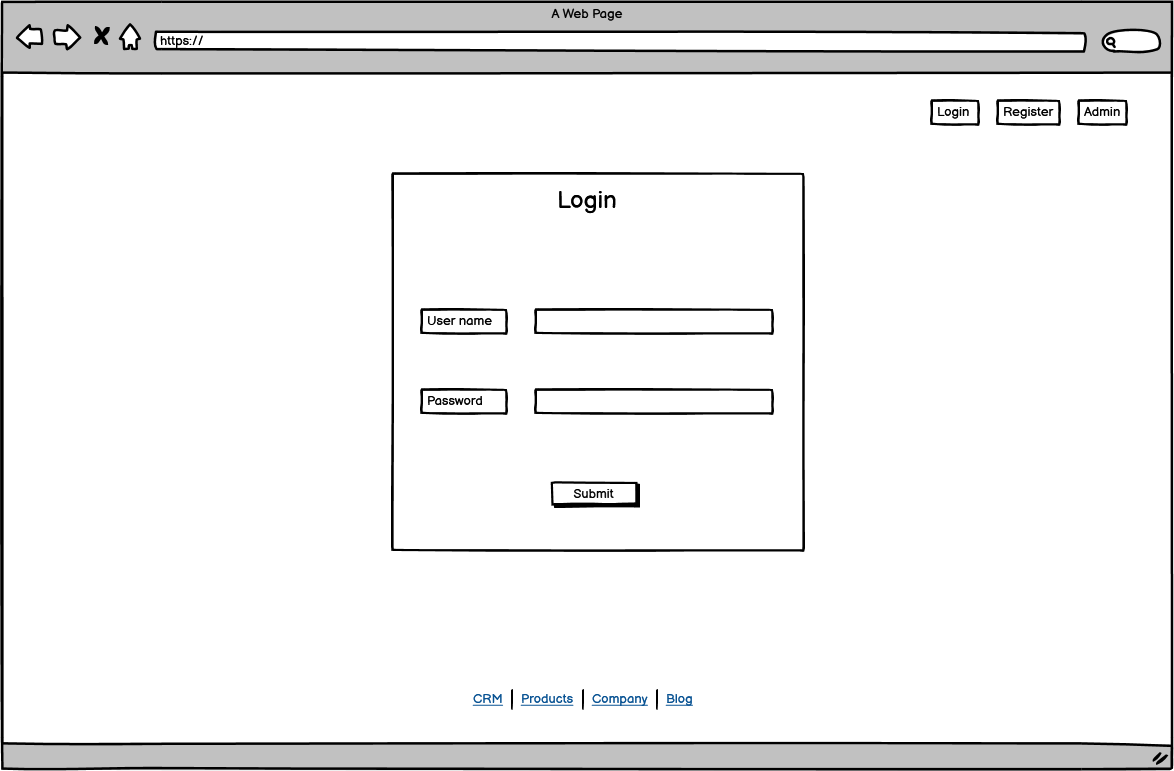 A Web Page
https://
Login Register Admin
Login
User name
Password
Submit
CRM Products Company Blog